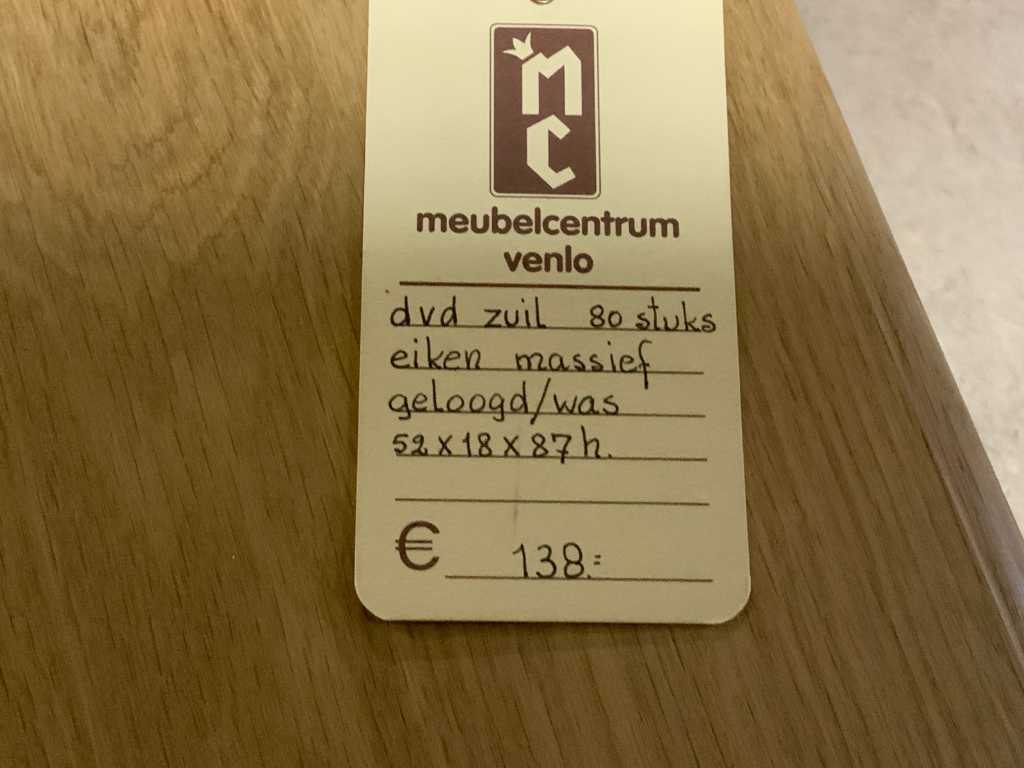 MC
meubelcentrum
venlo
dvd zuil 80 stuks
eiken massief
geloogd/was
52 x 18 x 87 h.
€ 138.=